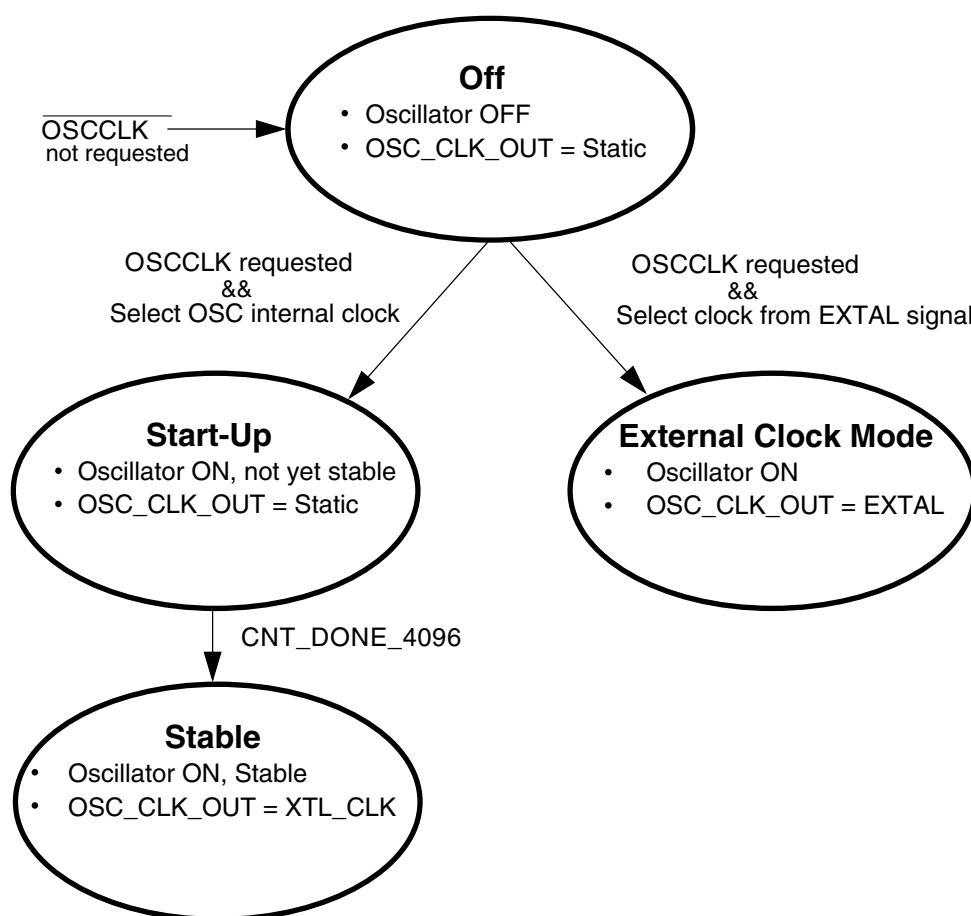 Off
• Oscillator OFF
• OSC_CLK_OUT = Static
OSCCLK
not requested
OSCCLK requested
&&
Select OSC internal clock
OSCCLK requested
&&
Select clock from EXTAL signal
Start-Up
• Oscillator ON, not yet stable
• OSC_CLK_OUT = Static
External Clock Mode
• Oscillator ON
• OSC_CLK_OUT = EXTAL
CNT_DONE_4096
Stable
• Oscillator ON, Stable
• OSC_CLK_OUT = XTL_CLK